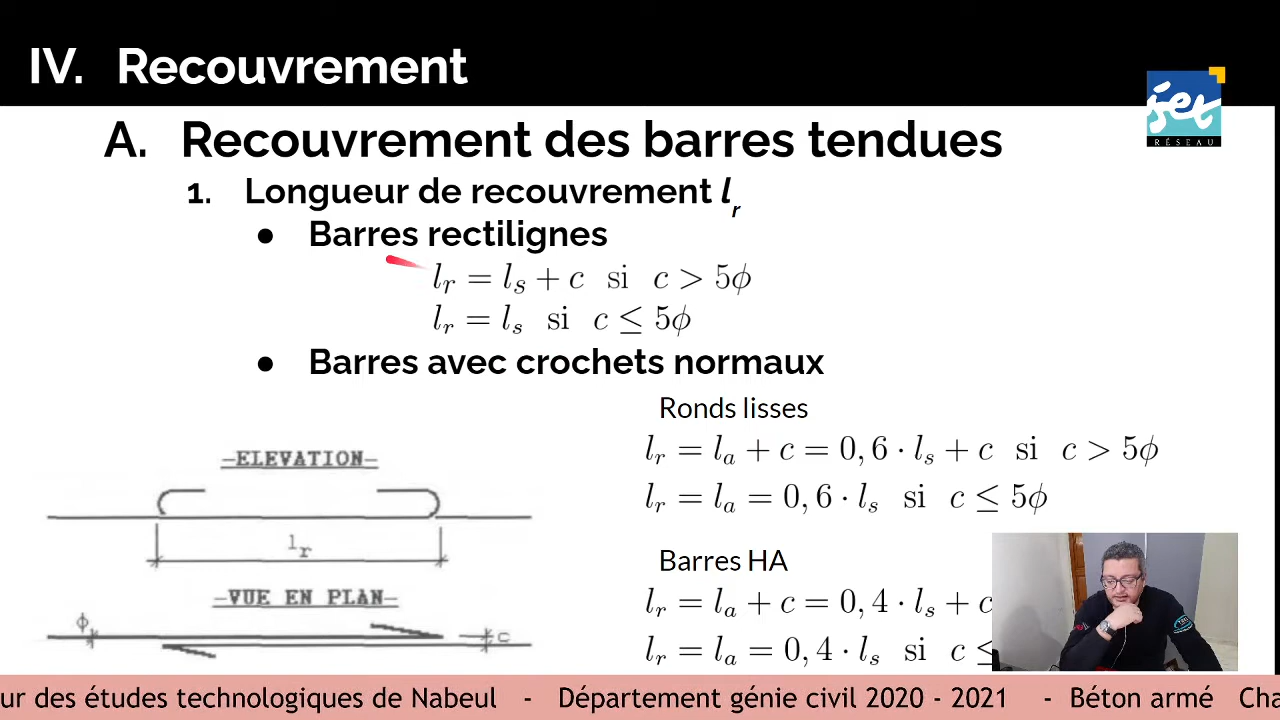 IV. Recouvrement
A. Recouvrement des barres tendues
1. Longueur de recouvrement lᵣ
● Barres rectilignes
lᵣ = lₛ + c si c > 5ϕ
lᵣ = lₛ si c ≤ 5ϕ
● Barres avec crochets normaux
Ronds lisses
lᵣ = lₐ + c = 0,6 · lₛ + c si c > 5ϕ
lᵣ = lₐ = 0,6 · lₛ si c ≤ 5ϕ
Barres HA
lᵣ = lₐ + c = 0,4 · lₛ + c
lᵣ = lₐ = 0,4 · lₛ si c ≤
—ELEVATION—
lᵣ
—VUE EN PLAN—
ϕ
c
jet
RÉSEAU
ur des études technologiques de Nabeul - Département génie civil 2020 - 2021 - Béton armé Cha